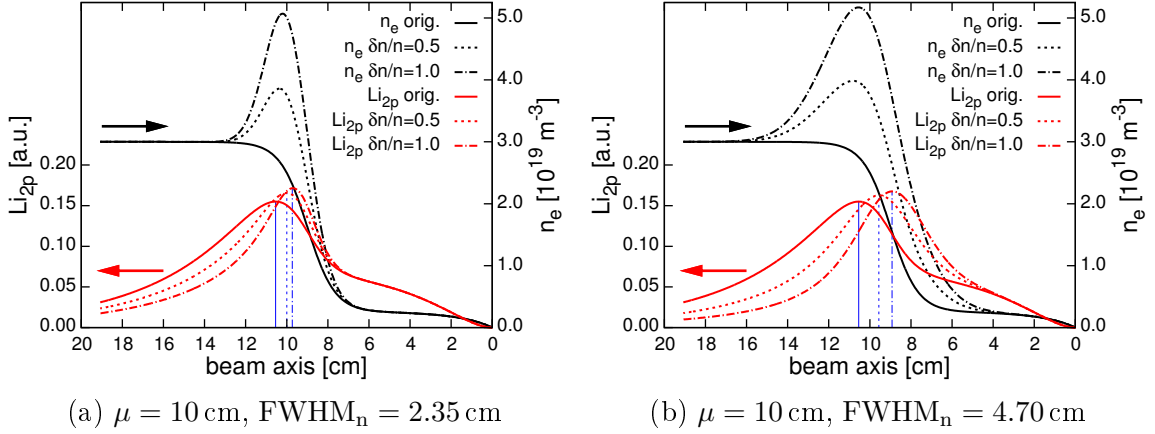 n_e orig.
n_e δn/n=0.5
n_e δn/n=1.0
Li_2p orig.
Li_2p δn/n=0.5
Li_2p δn/n=1.0
Li_2p [a.u.]
0.20
0.15
0.10
0.05
0.00
5.0
4.0
3.0
2.0
1.0
0.0
n_e [10^19 m^-3]
20 18 16 14 12 10 8 6 4 2 0
beam axis [cm]
(a) μ = 10 cm, FWHM_n = 2.35 cm
n_e orig.
n_e δn/n=0.5
n_e δn/n=1.0
Li_2p orig.
Li_2p δn/n=0.5
Li_2p δn/n=1.0
Li_2p [a.u.]
0.20
0.15
0.10
0.05
0.00
5.0
4.0
3.0
2.0
1.0
0.0
n_e [10^19 m^-3]
20 18 16 14 12 10 8 6 4 2 0
beam axis [cm]
(b) μ = 10 cm, FWHM_n = 4.70 cm